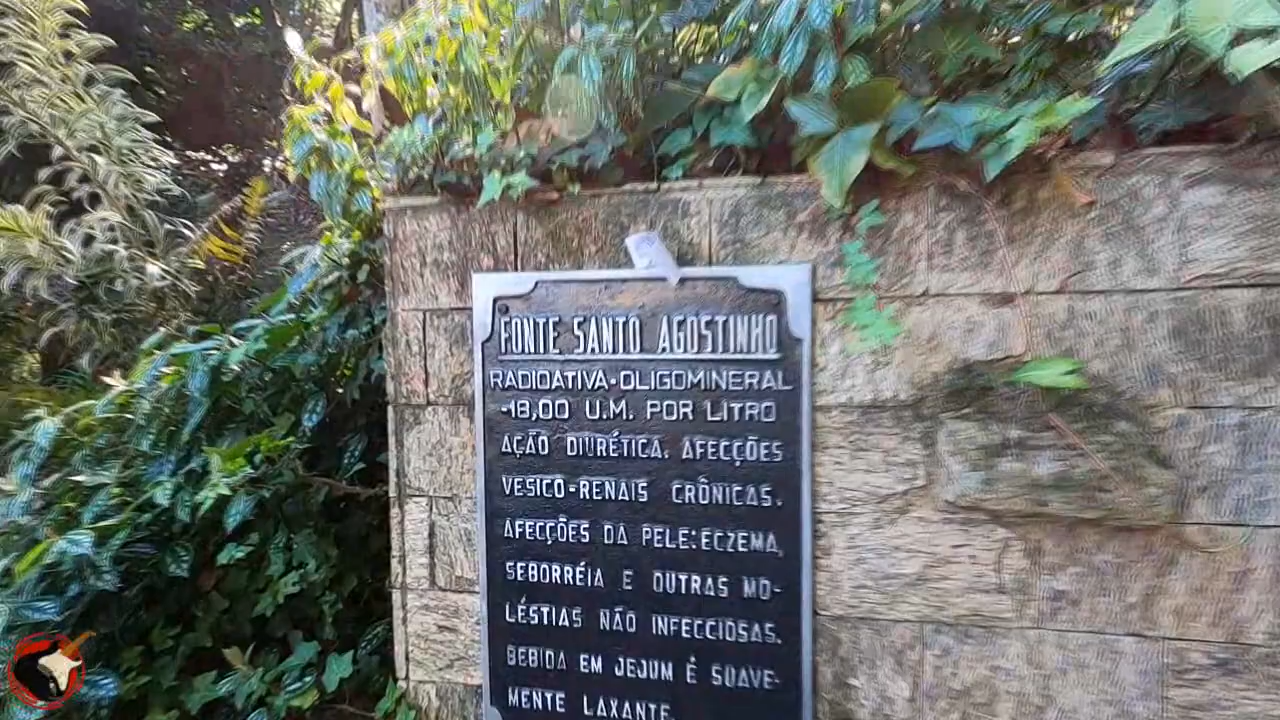 FONTE SANTO AGOSTINHO
RADIOATIVA-OLIGOMINERAL
-18,00 U.M. POR LITRO
AÇÃO DIURÉTICA. AFECÇÕES
VESICO-RENAIS CRÔNICAS.
AFECÇÕES DA PELE:ECZEMA,
SEBORRÉIA E OUTRAS MO-
LÉSTIAS NÃO INFECCIOSAS.
BEBIDA EM JEJUM É SUAVE-
MENTE LAXANTE.